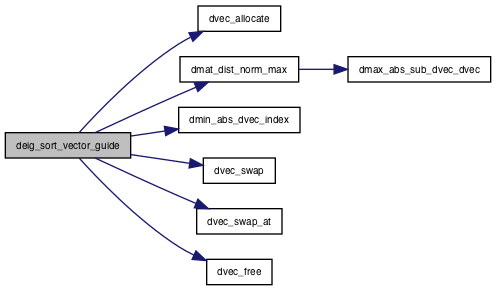 dvec_allocate
dmat_dist_norm_max
dmax_abs_sub_dvec_dvec
dmin_abs_dvec_index
deig_sort_vector_guide
dvec_swap
dvec_swap_at
dvec_free